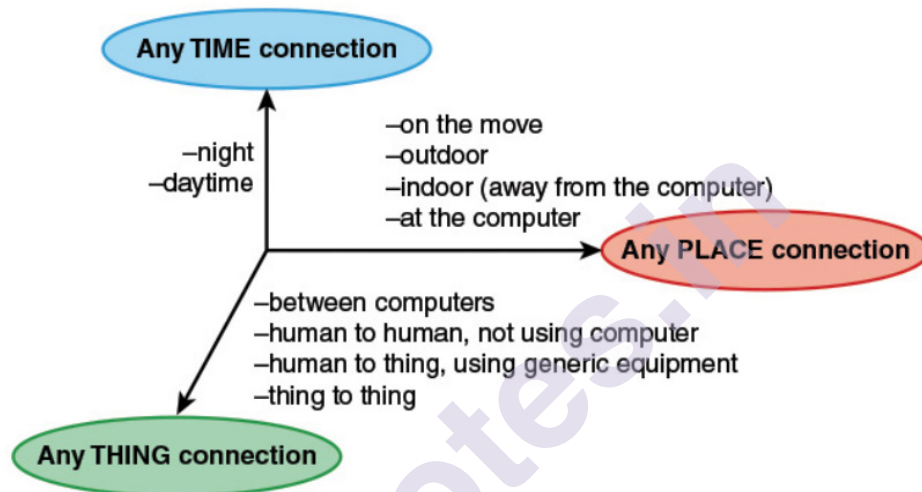 Any TIME connection
–night
–daytime
–on the move
–outdoor
–indoor (away from the computer)
–at the computer
Any PLACE connection
–between computers
–human to human, not using computer
–human to thing, using generic equipment
–thing to thing
Any THING connection
otes.in